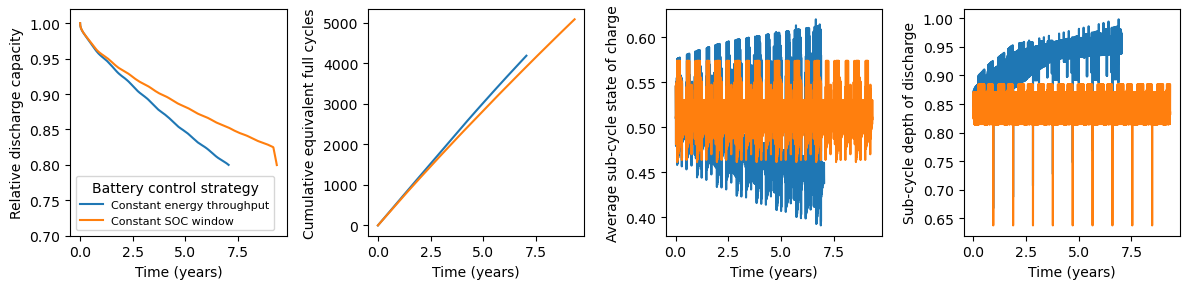 Relative discharge capacity
1.00
0.95
0.90
0.85
0.80
0.75
0.70
Battery control strategy
Constant energy throughput
Constant SOC window
0.0 2.5 5.0 7.5
Time (years)
Cumulative equivalent full cycles
5000
4000
3000
2000
1000
0
0.0 2.5 5.0 7.5
Time (years)
Average sub-cycle state of charge
0.60
0.55
0.50
0.45
0.40
0.0 2.5 5.0 7.5
Time (years)
Sub-cycle depth of discharge
1.00
0.95
0.90
0.85
0.80
0.75
0.70
0.65
0.0 2.5 5.0 7.5
Time (years)